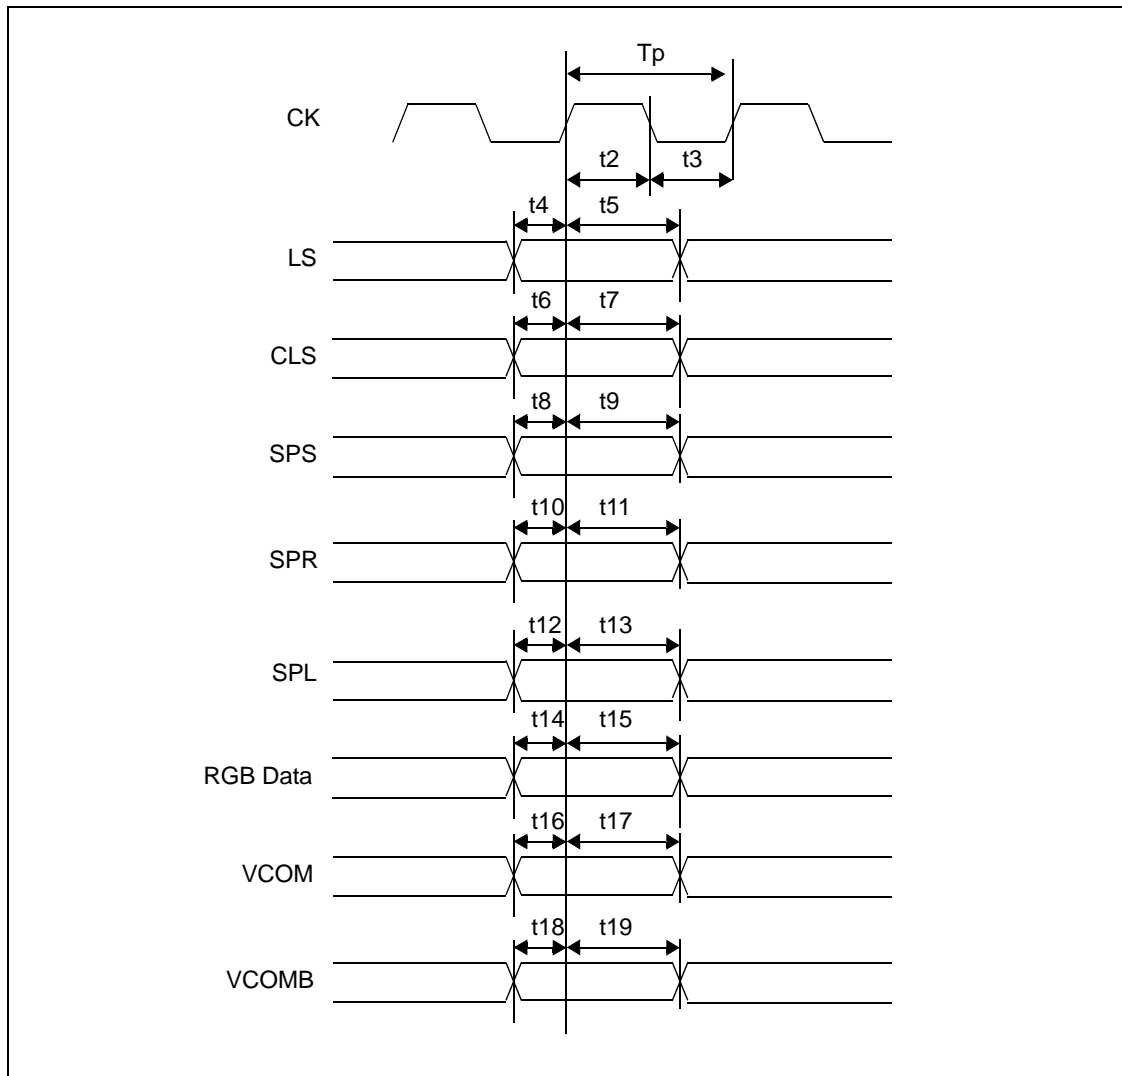 Tp
CK
t2 t3
t4 t5
LS
t6 t7
CLS
t8 t9
SPS
t10 t11
SPR
t12 t13
SPL
t14 t15
RGB Data
t16 t17
VCOM
t18 t19
VCOMB